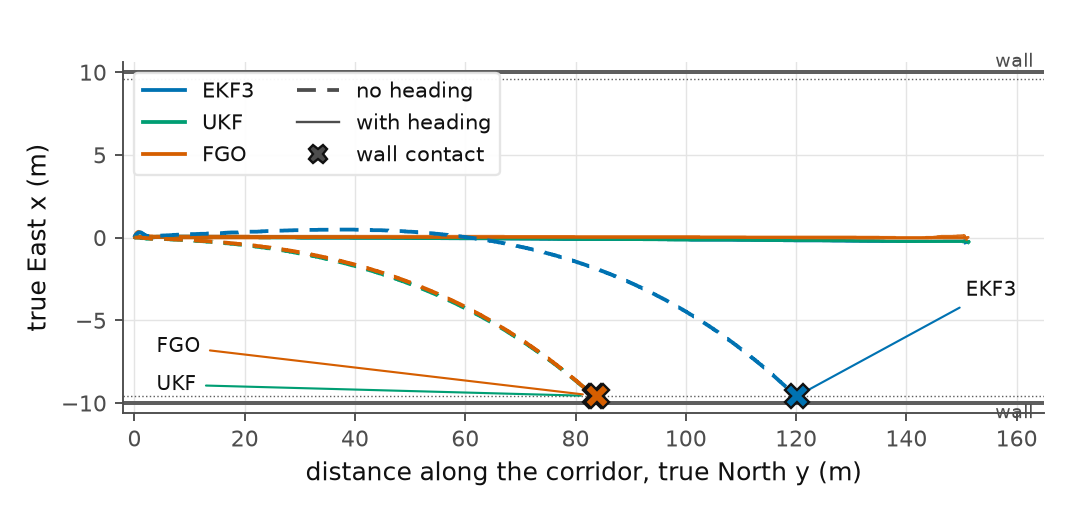 wall
10
EKF3 no heading
UKF with heading
FGO wall contact
5
0
−5
−10
true East x (m)
EKF3
FGO
UKF
wall
0 20 40 60 80 100 120 140 160
distance along the corridor, true North y (m)